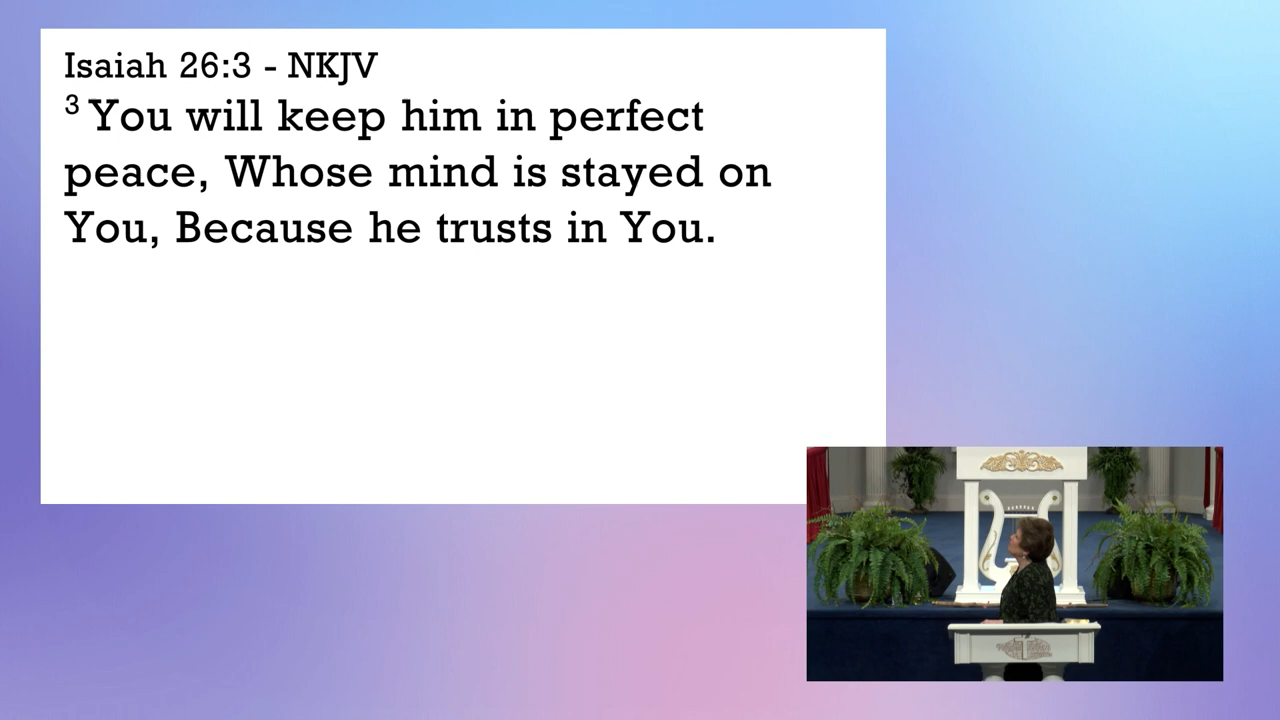 Isaiah 26:3 - NKJV
3 You will keep him in perfect
peace, Whose mind is stayed on
You, Because he trusts in You.